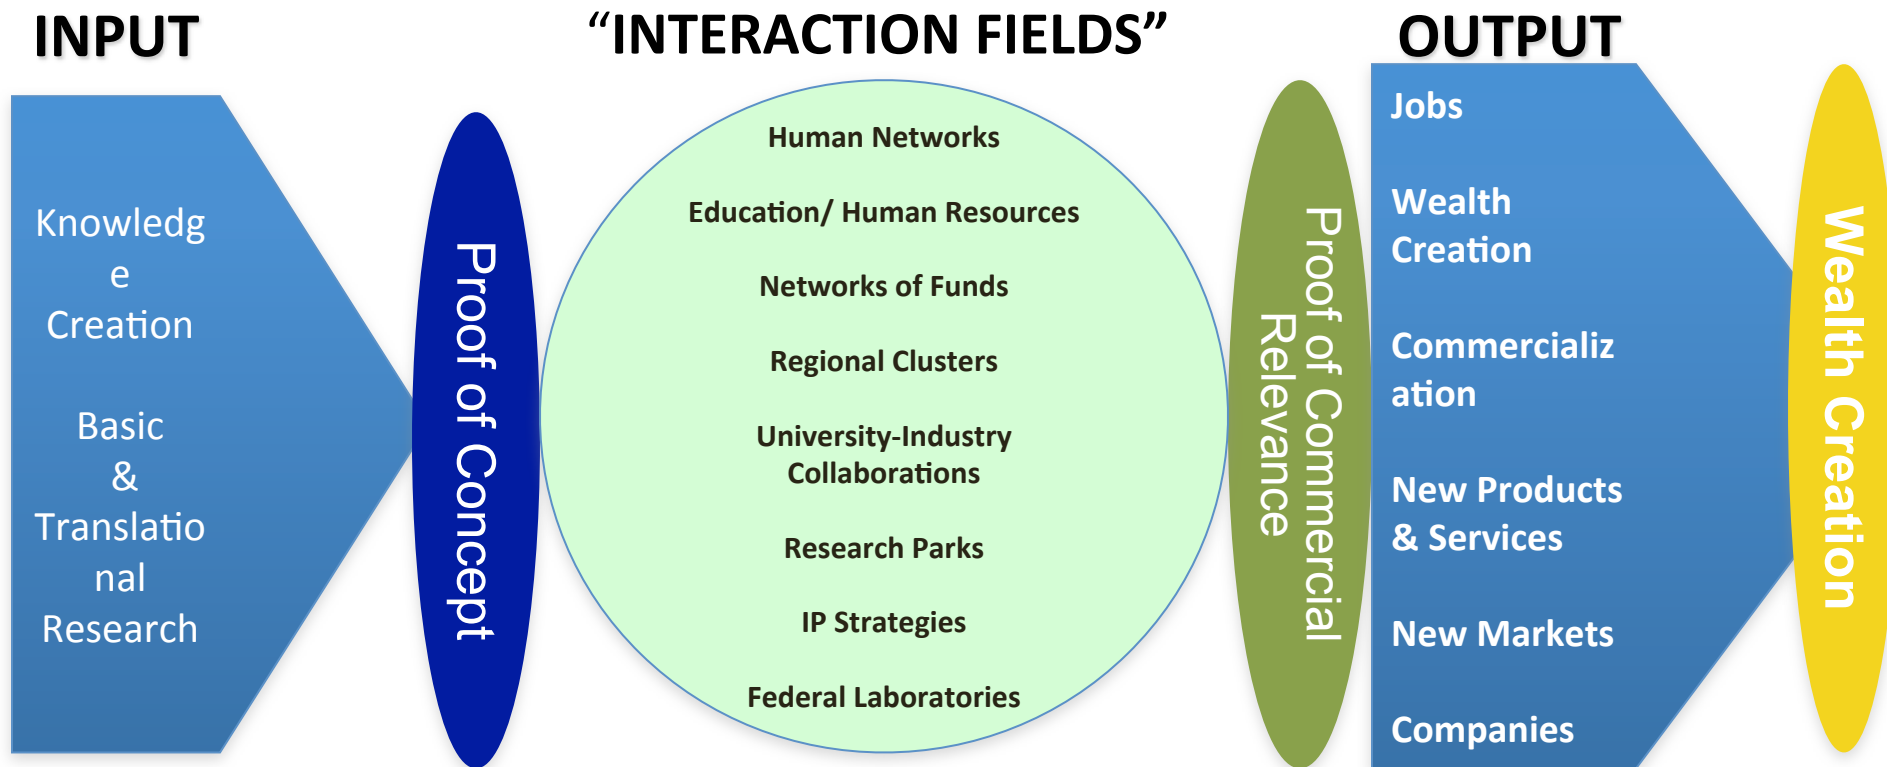 INPUT
Knowledg
e
Creation
Basic
&
Translatio
nal
Research
Proof of Concept
“INTERACTION FIELDS”
Human Networks
Education/ Human Resources
Networks of Funds
Regional Clusters
University-Industry
Collaborations
Research Parks
IP Strategies
Federal Laboratories
Proof of Commercial
Relevance
OUTPUT
Jobs
Wealth
Creation
Commercializ
ation
New Products
& Services
New Markets
Companies
Wealth Creation